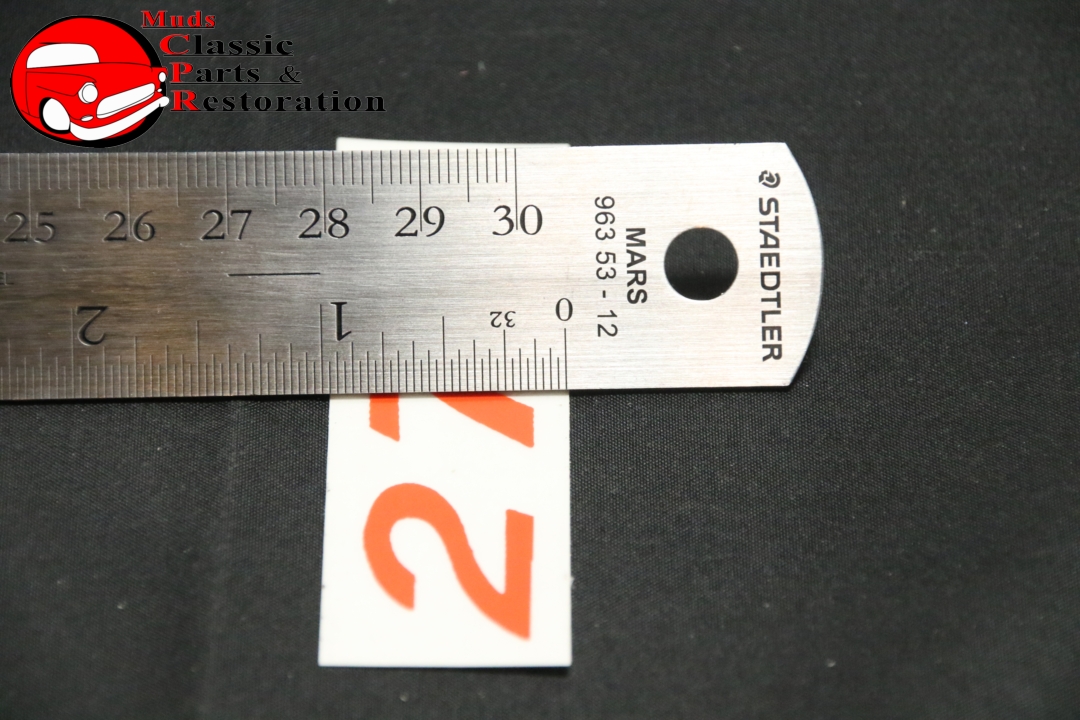 Muds
Classic
Parts &
Restoration
25 26 27 28 29 30
2 1 32 0
963 53 - 12
MARS
STAEDTLER
27